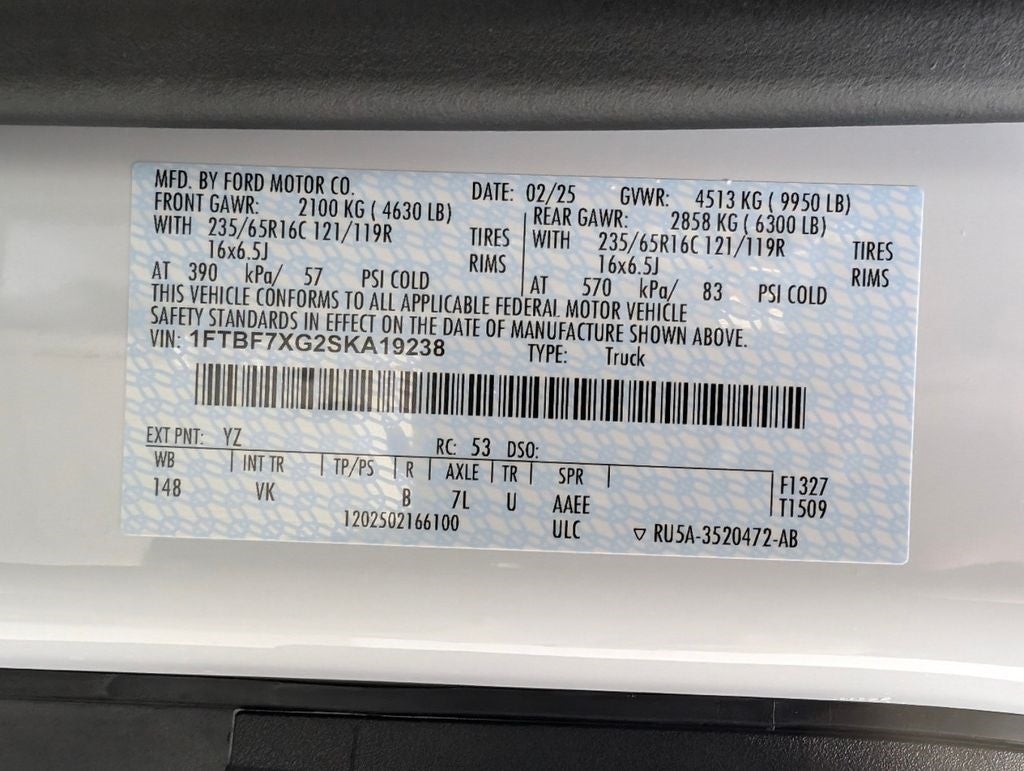 MFD. BY FORD MOTOR CO. DATE: 02/25 GVWR: 4513 KG ( 9950 LB)
FRONT GAWR: 2100 KG ( 4630 LB) REAR GAWR: 2858 KG ( 6300 LB)
WITH 235/65R16C 121/119R TIRES WITH 235/65R16C 121/119R TIRES
16x6.5J RIMS 16x6.5J RIMS
AT 390 kPa/ 57 PSI COLD AT 570 kPa/ 83 PSI COLD
THIS VEHICLE CONFORMS TO ALL APPLICABLE FEDERAL MOTOR VEHICLE
SAFETY STANDARDS IN EFFECT ON THE DATE OF MANUFACTURE SHOWN ABOVE.
VIN: 1FTBF7XG2SKA19238 TYPE: Truck
EXT PNT: YZ RC: 53 DSO:
WB INT TR TP/PS R AXLE TR SPR F1327
148 VK B 7L U AAEE T1509
1202502166100 ULC ▽ RU5A-3520472-AB